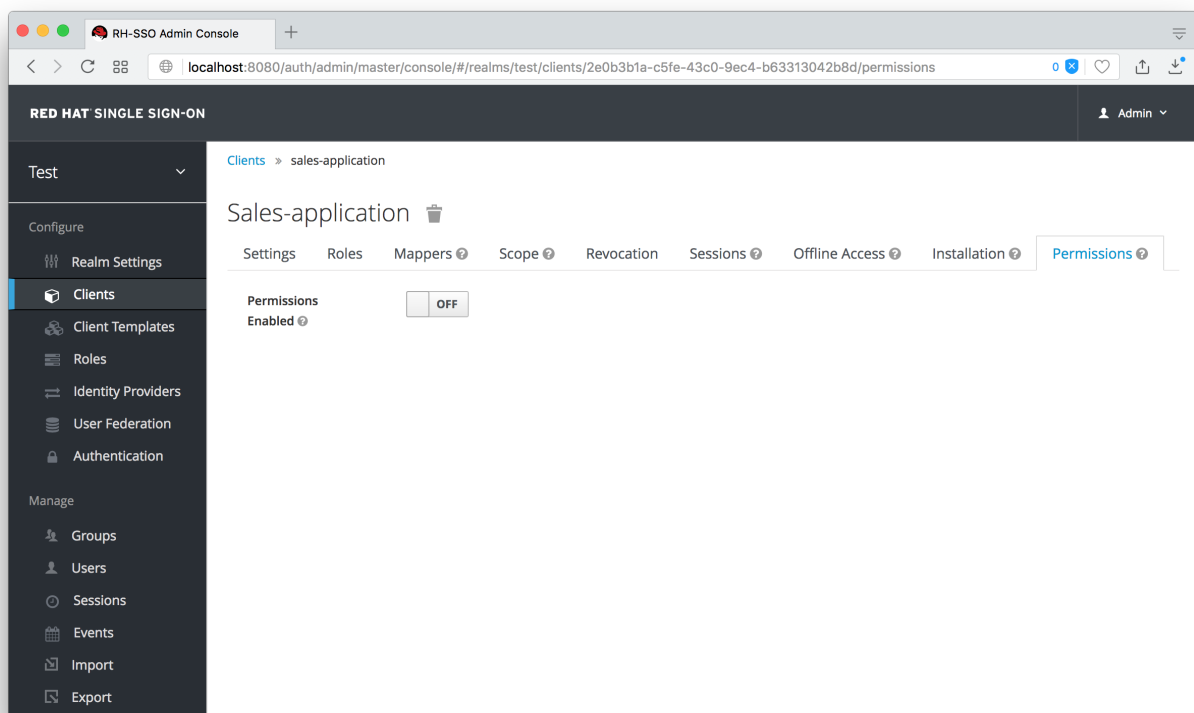 RH-SSO Admin Console
localhost:8080/auth/admin/master/console/#/realms/test/clients/2e0b3b1a-c5fe-43c0-9ec4-b63313042b8d/permissions 0
RED HAT SINGLE SIGN-ON Admin
Test
Clients » sales-application
Sales-application
Configure
Settings Roles Mappers Scope Revocation Sessions Offline Access Installation Permissions
Realm Settings
Clients
Client Templates
Roles
Identity Providers
User Federation
Authentication
Permissions
Enabled
OFF
Manage
Groups
Users
Sessions
Events
Import
Export